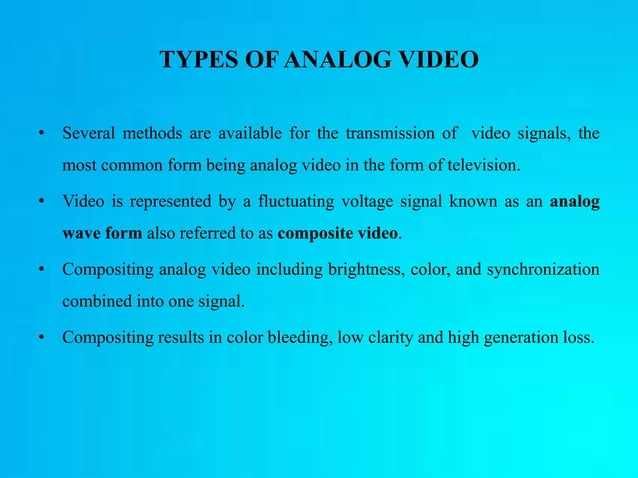 TYPES OF ANALOG VIDEO
• Several methods are available for the transmission of video signals, the
most common form being analog video in the form of television.
• Video is represented by a fluctuating voltage signal known as an analog
wave form also referred to as composite video.
• Compositing analog video including brightness, color, and synchronization
combined into one signal.
• Compositing results in color bleeding, low clarity and high generation loss.